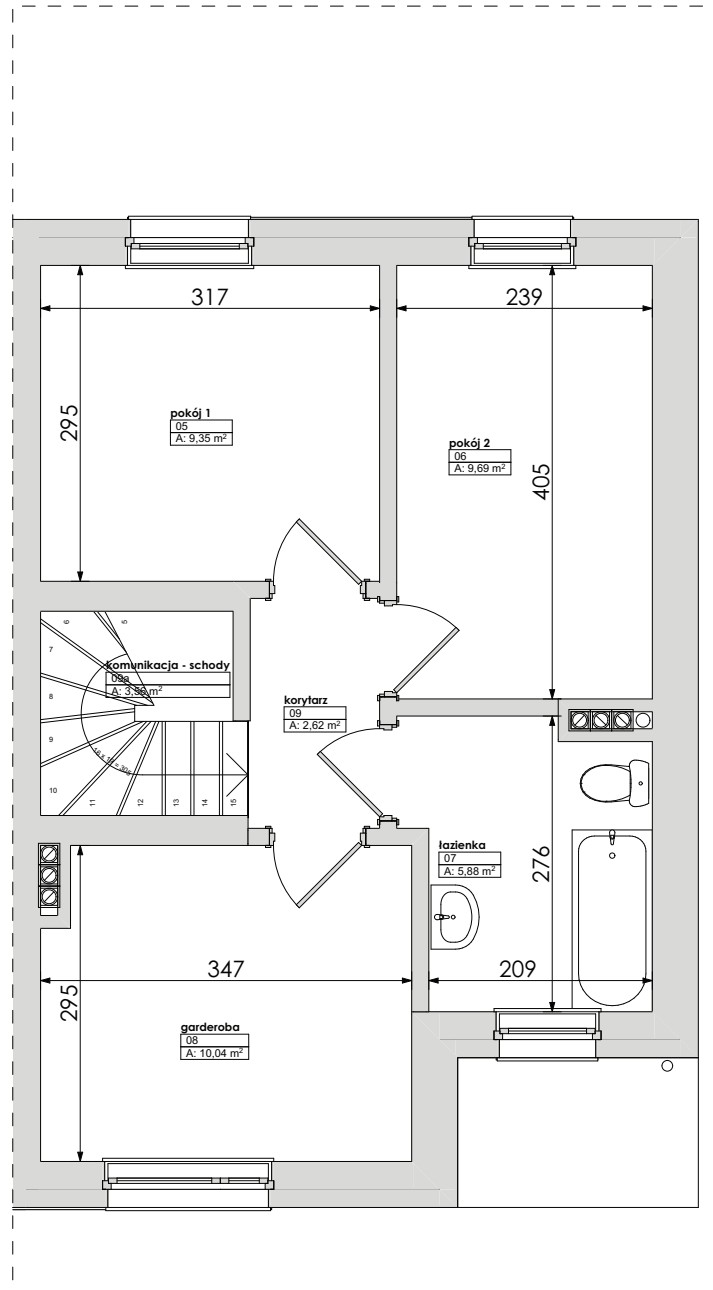 317
239
295
pokój 1
05
A: 9,35 m²
pokój 2
06
A: 9,69 m²
405
5
6
7
8
9
10
11
12
13
14
15
komunikacja - schody
09a
korytarz
09
A: 2,62 m²
łazienka
07
A: 5,88 m²
276
347
209
295
garderoba
08
A: 10,04 m²